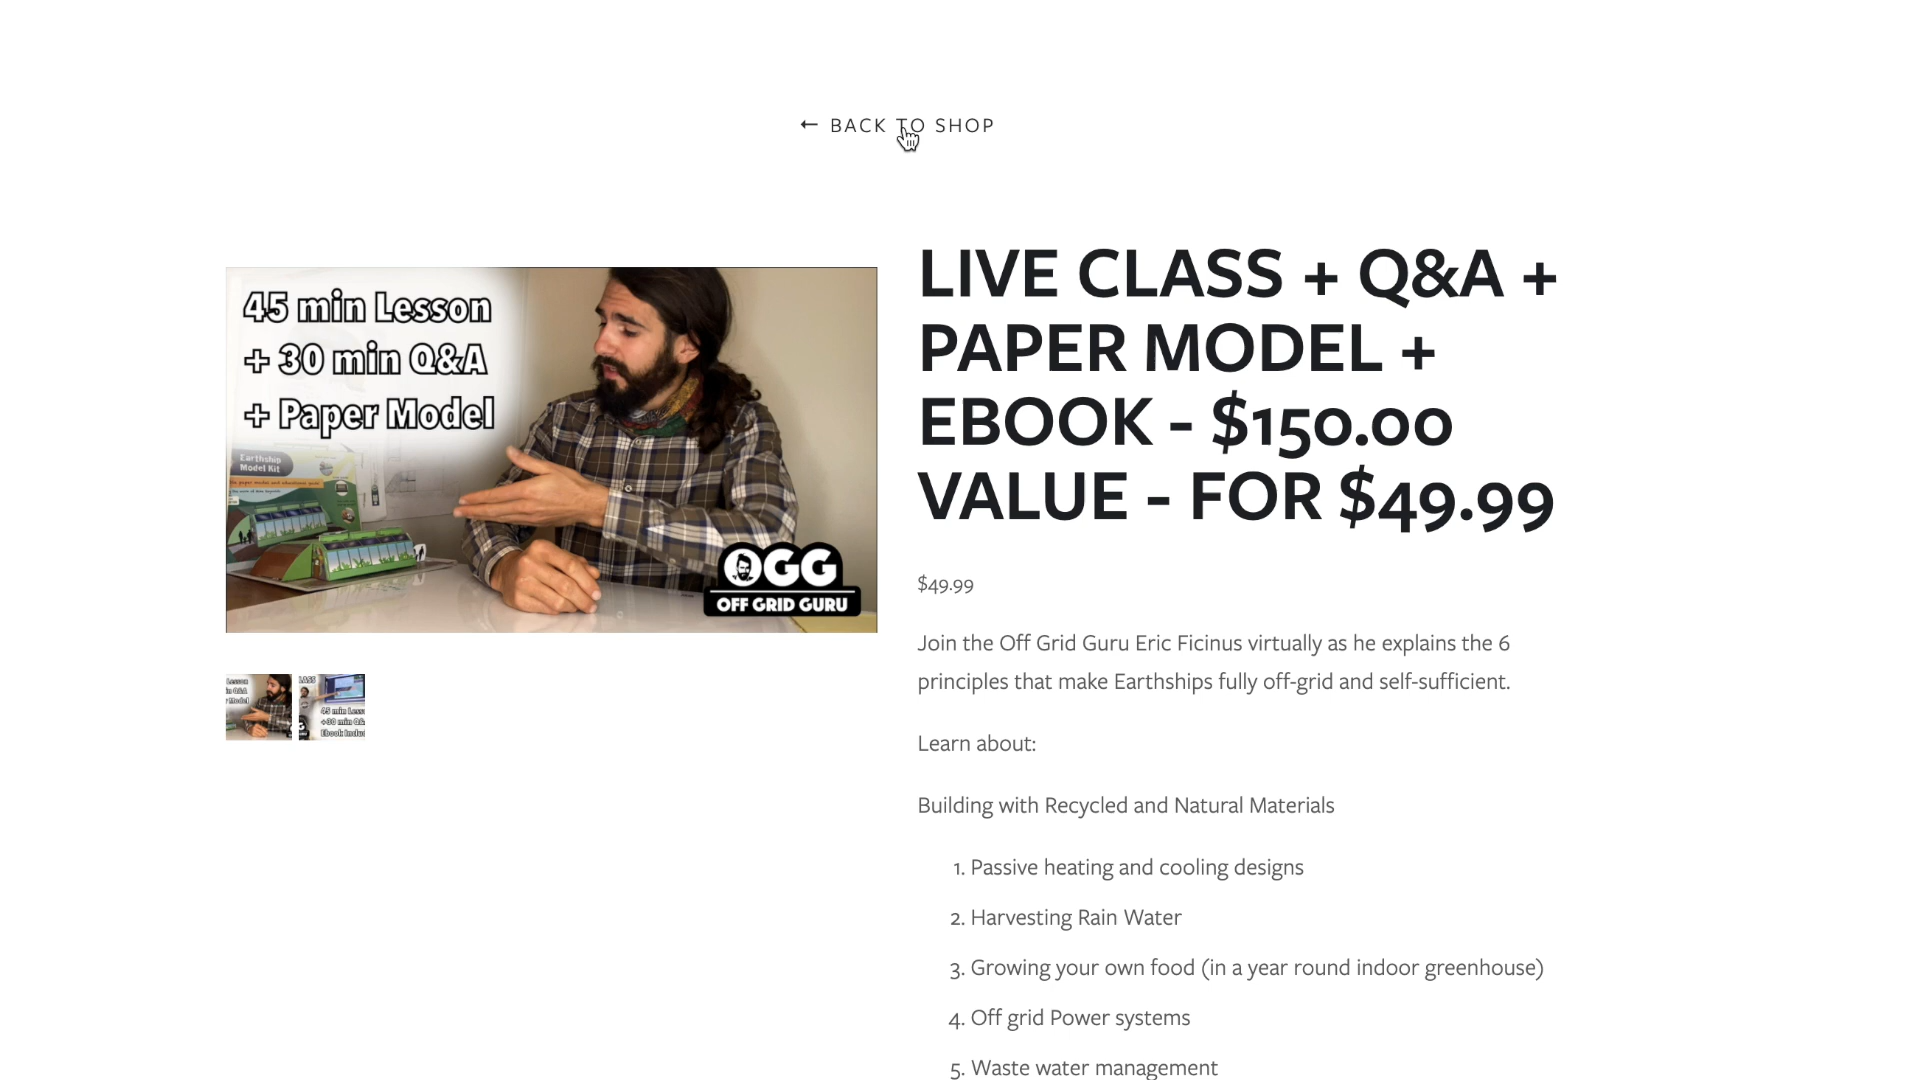 ← BACK TO SHOP
45 min Lesson
+ 30 min Q&A
+ Paper Model
Earthship
Model Kit
OGG
OFF GRID GURU
LIVE CLASS + Q&A +
PAPER MODEL +
EBOOK - $150.00
VALUE - FOR $49.99
$49.99
Join the Off Grid Guru Eric Ficinus virtually as he explains the 6
principles that make Earthships fully off-grid and self-sufficient.
Learn about:
Building with Recycled and Natural Materials
1. Passive heating and cooling designs
2. Harvesting Rain Water
3. Growing your own food (in a year round indoor greenhouse)
4. Off grid Power systems
5. Waste water management